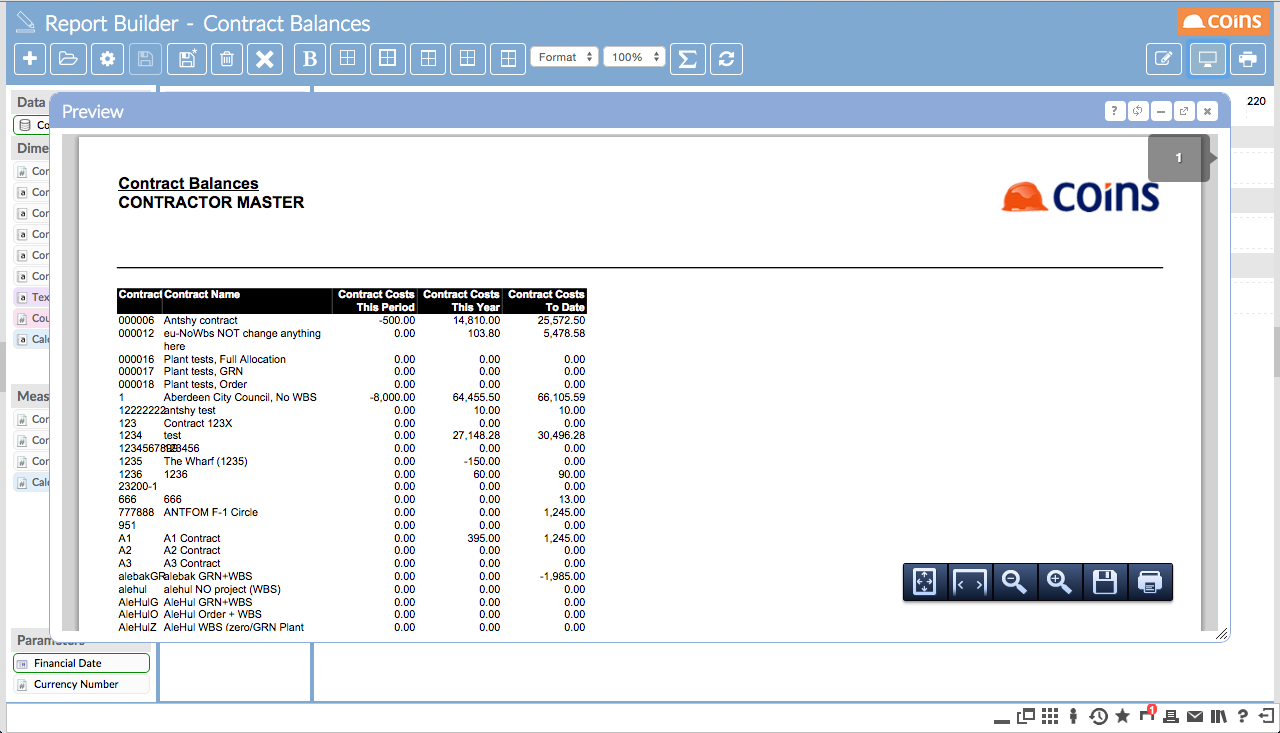 Report Builder - Contract Balances
coins
B
Format
100%
Σ
Data
Co
Dime
# Cor
a Cor
a Cor
a Cor
a Cor
a Cor
a Tex
# Cou
a Calc
Meas
# Cor
# Cor
# Cor
# Calc
Parameters
Financial Date
# Currency Number
220
Preview
?
1
Contract Balances
CONTRACTOR MASTER
coins
Contract Contract Name Contract Costs Contract Costs Contract Costs
This Period This Year To Date
000006 Antshy contract -500.00 14,810.00 25,572.50
000012 eu-NoWbs NOT change anything 0.00 103.80 5,478.58
here
000016 Plant tests, Full Allocation 0.00 0.00 0.00
000017 Plant tests, GRN 0.00 0.00 0.00
000018 Plant tests, Order 0.00 0.00 0.00
1 Aberdeen City Council, No WBS -8,000.00 64,455.50 66,105.59
12222222 antshy test 0.00 10.00 10.00
123 Contract 123X 0.00 0.00 0.00
1234 test 0.00 27,148.28 30,496.28
123456 0.00 0.00 0.00
1235 The Wharf (1235) 0.00 -150.00 0.00
1236 1236 0.00 60.00 90.00
23200-1 0.00 0.00 0.00
666 666 0.00 0.00 13.00
777888 ANTFOM F-1 Circle 0.00 0.00 1,245.00
951 0.00 0.00 0.00
A1 A1 Contract 0.00 395.00 1,245.00
A2 A2 Contract 0.00 0.00 0.00
A3 A3 Contract 0.00 0.00 0.00
alebakGR alebak GRN+WBS 0.00 0.00 -1,985.00
alehul alehul NO project (WBS) 0.00 0.00 0.00
AleHulG AleHul GRN+WBS 0.00 0.00 0.00
AleHulO AleHul Order + WBS 0.00 0.00 0.00
AleHulZ AleHul WBS (zero/GRN Plant 0.00 0.00 0.00
1
?